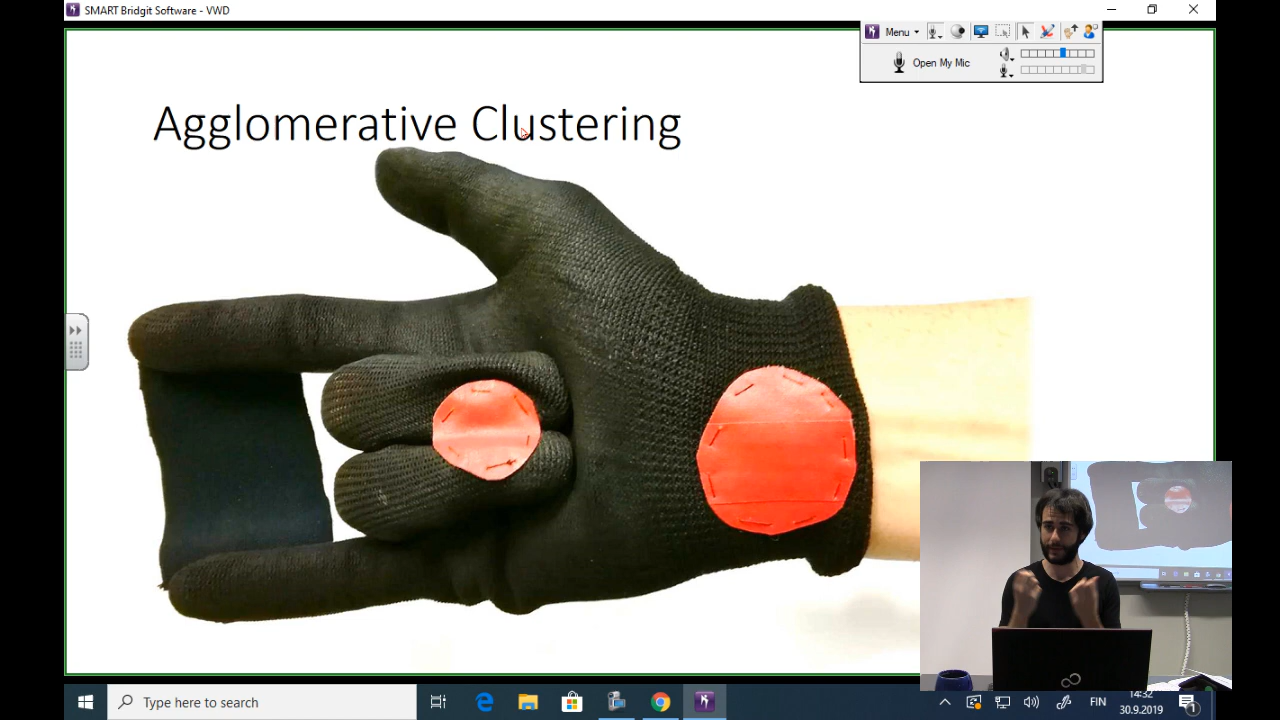 SMART Bridgit Software - VWD
Menu
Open My Mic
Agglomerative Clustering
Type here to search
FIN
14:32
30.9.2019
1